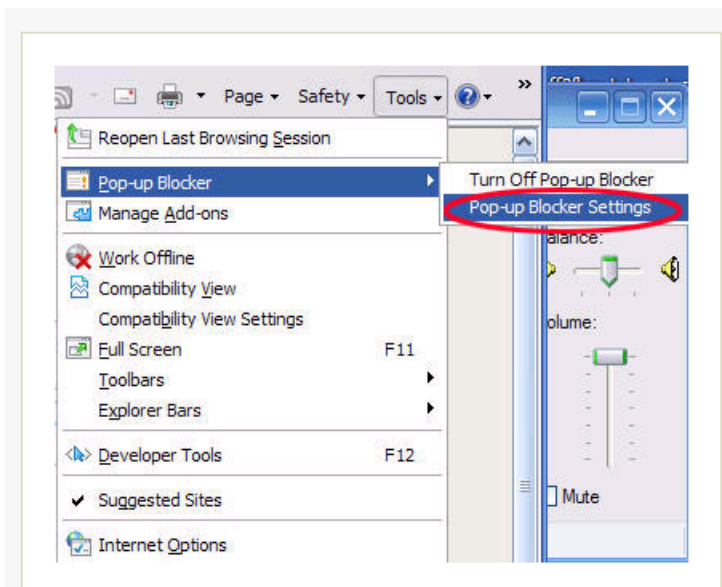 Page Safety Tools »
Reopen Last Browsing Session
Pop-up Blocker
Turn Off Pop-up Blocker
Pop-up Blocker Settings
Manage Add-ons
alance:
Work Offline
Compatibility View
Compatibility View Settings
olume:
Full Screen F11
Toolbars
Explorer Bars
Developer Tools F12
Suggested Sites
Mute
Internet Options